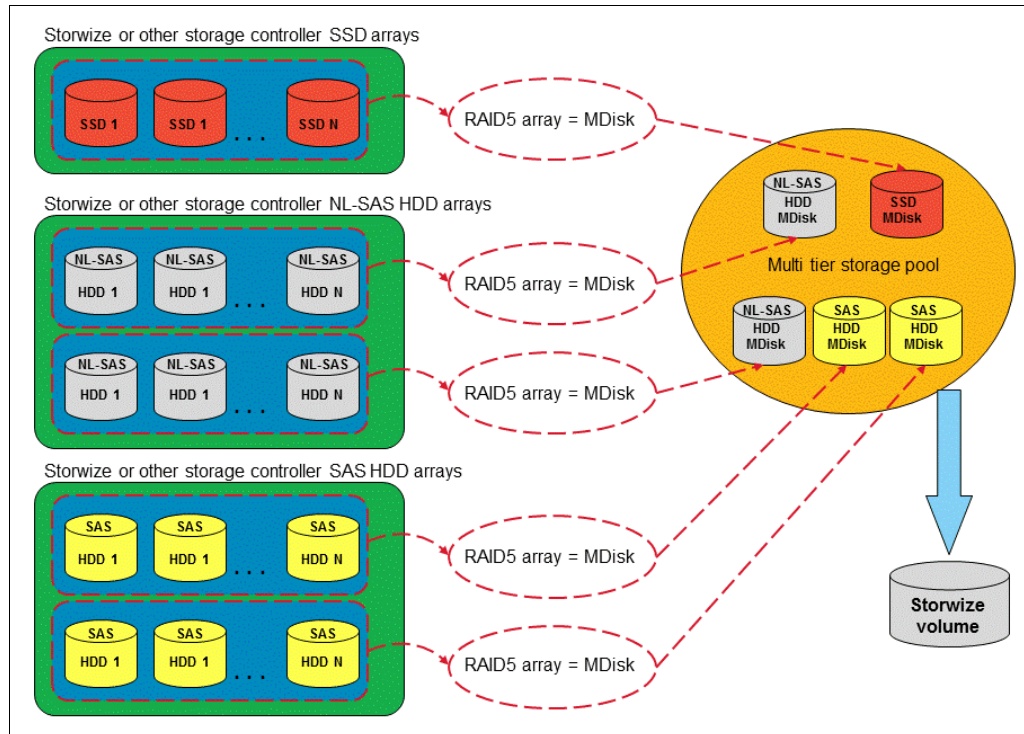 Storwize or other storage controller SSD arrays
SSD 1
SSD 1
. . .
SSD N
RAID5 array = MDisk
Storwize or other storage controller NL-SAS HDD arrays
NL-SAS
HDD 1
NL-SAS
HDD 1
. . .
NL-SAS
HDD N
RAID5 array = MDisk
NL-SAS
HDD 1
NL-SAS
HDD 1
. . .
NL-SAS
HDD N
RAID5 array = MDisk
Storwize or other storage controller SAS HDD arrays
SAS
HDD 1
SAS
HDD 1
. . .
SAS
HDD N
RAID5 array = MDisk
SAS
HDD 1
SAS
HDD 1
. . .
SAS
HDD N
RAID5 array = MDisk
NL-SAS
HDD
MDisk
SSD
MDisk
Multi tier storage pool
NL-SAS
HDD
MDisk
SAS
HDD
MDisk
SAS
HDD
MDisk
Storwize
volume